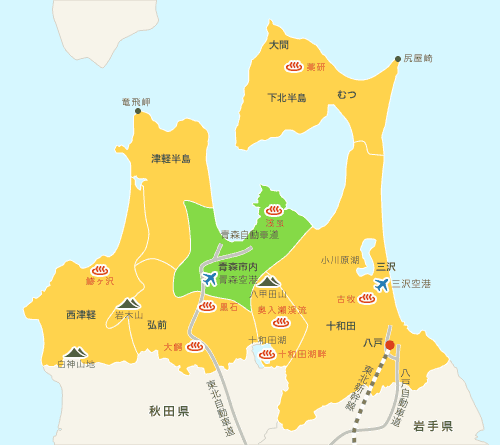 大間
尻屋崎
薬研
むつ
下北半島
竜飛岬
津軽半島
浅虫
青森自動車道
小川原湖
青森市内
三沢
鰺ヶ沢
青森空港
三沢空港
八甲田山
古牧
黒石
奥入瀬渓流
西津軽
岩木山
弘前
十和田
十和田湖
八戸
大鰐
十和田湖畔
白神山地
東北新幹線
八戸自動車道
東北自動車道
秋田県
岩手県